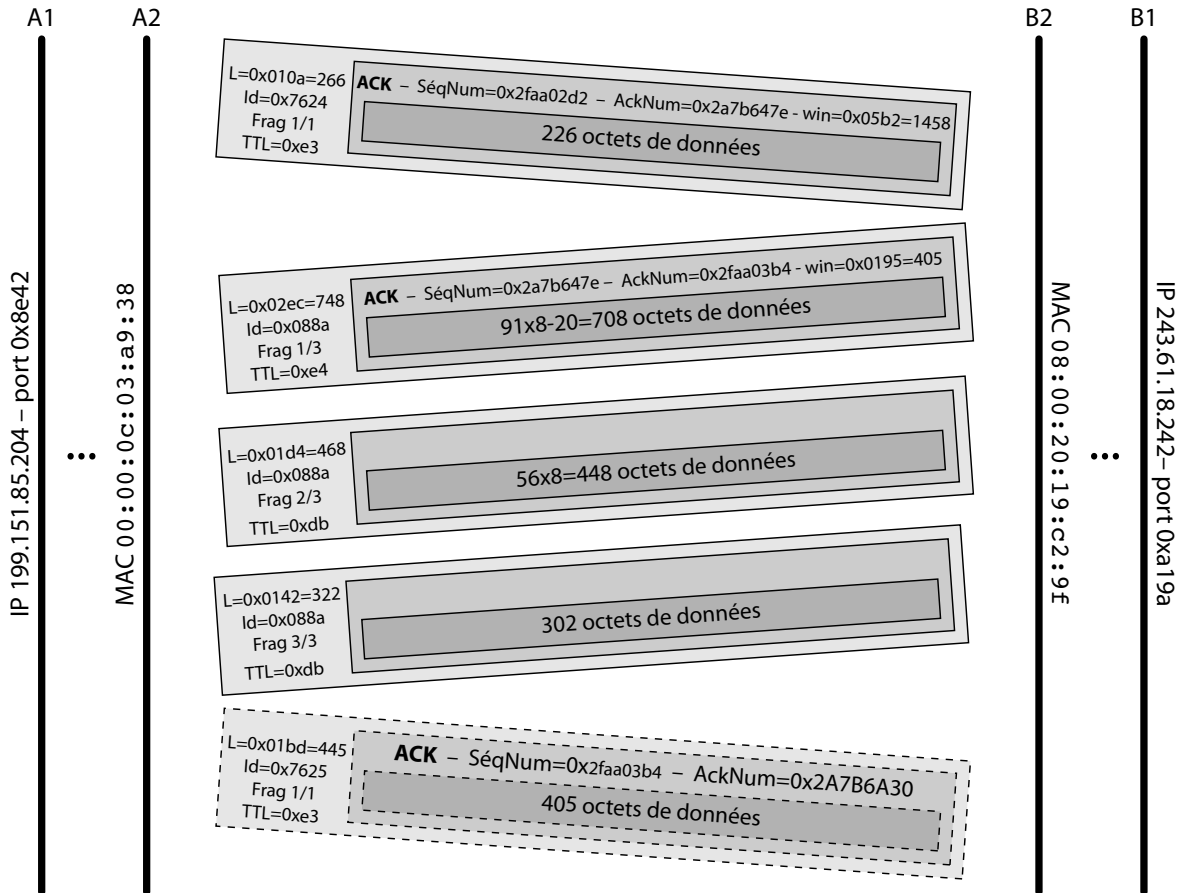 A1
A2
B2
B1
IP 199.151.85.204 – port 0x8e42
MAC 00:00:0c:03:a9:38
...
L=0x010a=266
Id=0x7624
Frag 1/1
TTL=0xe3
ACK – SéqNum=0x2faa02d2 – AckNum=0x2a7b647e - win=0x05b2=1458
226 octets de données
L=0x02ec=748
Id=0x088a
Frag 1/3
TTL=0xe4
ACK – SéqNum=0x2a7b647e – AckNum=0x2faa03b4 - win=0x0195=405
91x8-20=708 octets de données
L=0x01d4=468
Id=0x088a
Frag 2/3
TTL=0xdb
56x8=448 octets de données
L=0x0142=322
Id=0x088a
Frag 3/3
TTL=0xdb
302 octets de données
L=0x01bd=445
Id=0x7625
Frag 1/1
TTL=0xe3
ACK – SéqNum=0x2faa03b4 – AckNum=0x2A7B6A30
405 octets de données
MAC 08:00:20:19:c2:9f
...
IP 243.61.18.242– port 0xa19a